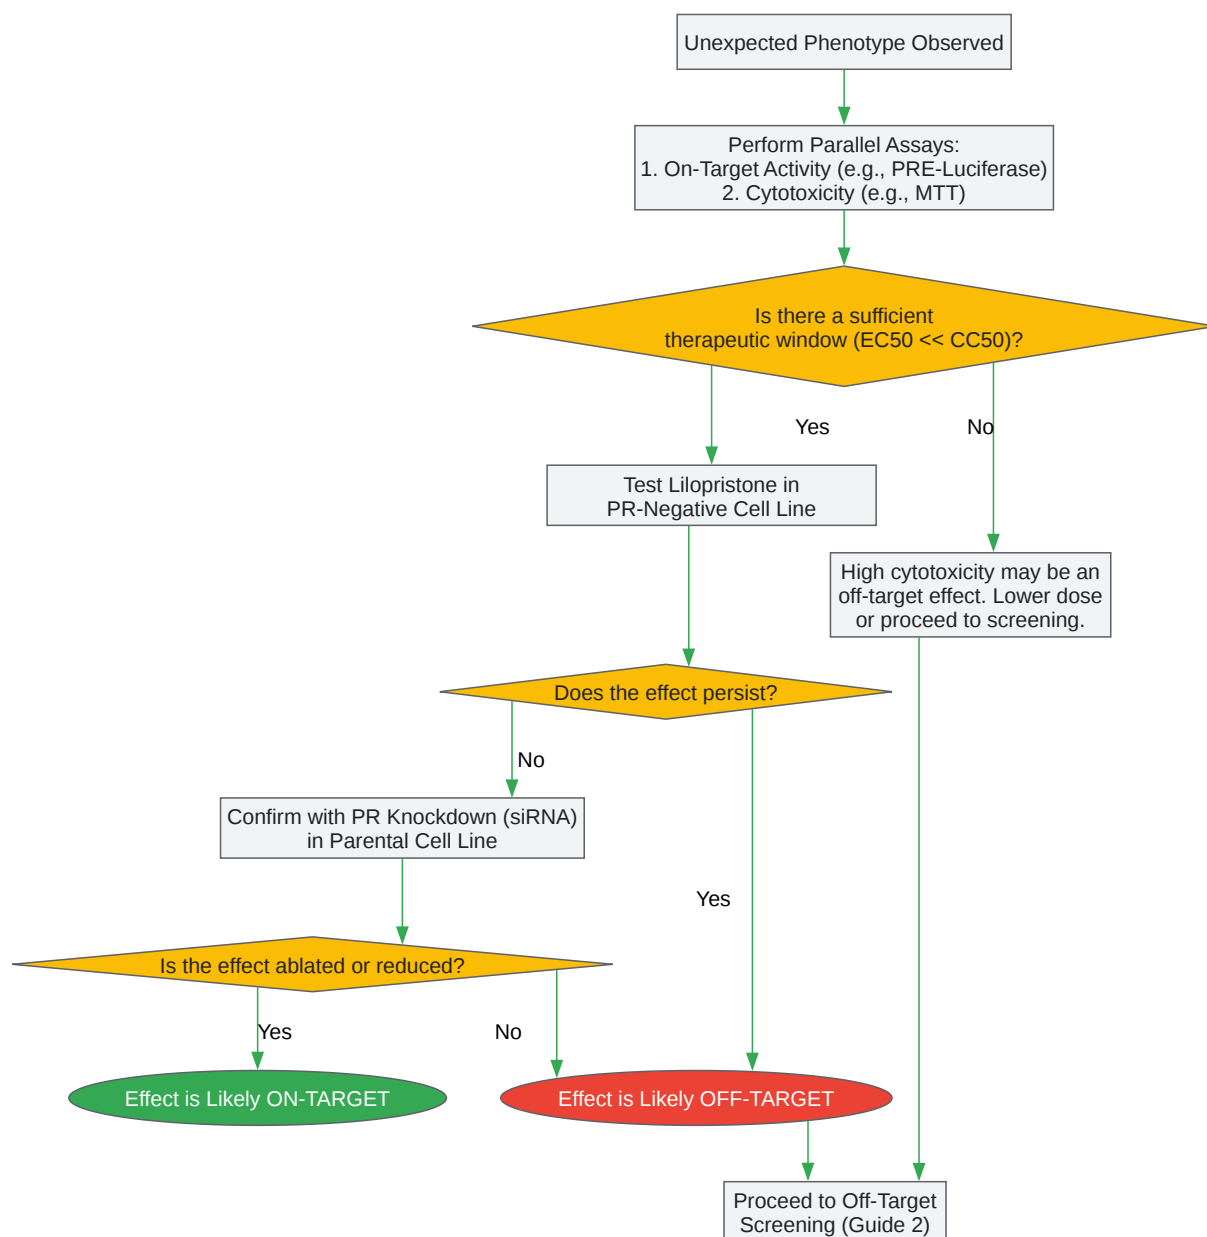 Unexpected Phenotype Observed
Perform Parallel Assays:
1. On-Target Activity (e.g., PRE-Luciferase)
2. Cytotoxicity (e.g., MTT)
Is there a sufficient
therapeutic window (EC50 << CC50)?
Yes
No
Test Lilopristone in
PR-Negative Cell Line
High cytotoxicity may be an
off-target effect. Lower dose
or proceed to screening.
Does the effect persist?
No
Confirm with PR Knockdown (siRNA)
in Parental Cell Line
Yes
Is the effect ablated or reduced?
Yes
No
Effect is Likely ON-TARGET
Effect is Likely OFF-TARGET
Proceed to Off-Target
Screening (Guide 2)